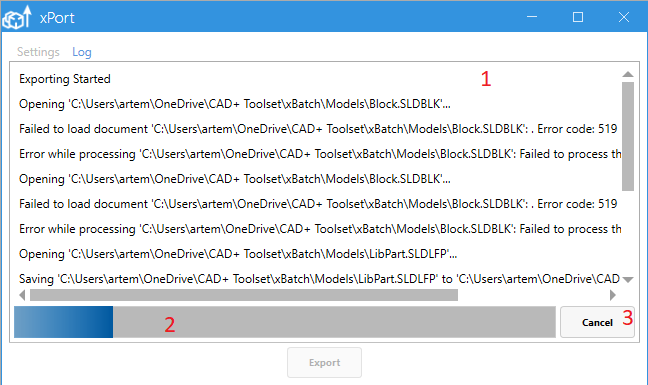 xPort
Settings Log
Exporting Started 1
Opening 'C:\Users\artem\OneDrive\CAD+ Toolset\xBatch\Models\Block.SLDBLK'...
Failed to load document 'C:\Users\artem\OneDrive\CAD+ Toolset\xBatch\Models\Block.SLDBLK': . Error code: 519
Error while processing 'C:\Users\artem\OneDrive\CAD+ Toolset\xBatch\Models\Block.SLDBLK': Failed to process th
Opening 'C:\Users\artem\OneDrive\CAD+ Toolset\xBatch\Models\Block.SLDBLK'...
Failed to load document 'C:\Users\artem\OneDrive\CAD+ Toolset\xBatch\Models\Block.SLDBLK': . Error code: 519
Error while processing 'C:\Users\artem\OneDrive\CAD+ Toolset\xBatch\Models\Block.SLDBLK': Failed to process th
Opening 'C:\Users\artem\OneDrive\CAD+ Toolset\xBatch\Models\LibPart.SLDLFP'...
Saving 'C:\Users\artem\OneDrive\CAD+ Toolset\xBatch\Models\LibPart.SLDLFP' to 'C:\Users\artem\OneDrive\CAD
2 Cancel 3
Export